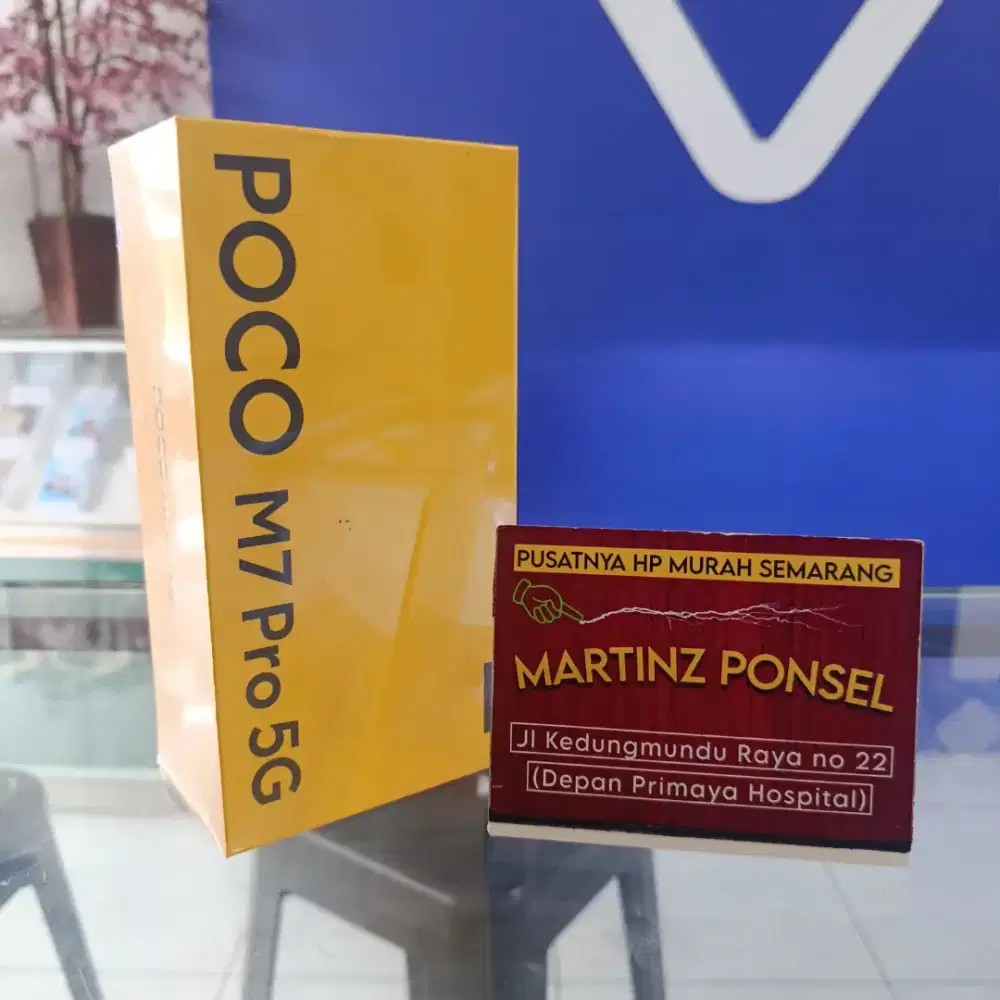 POCO M7 Pro 5G
PUSATNYA HP MURAH SEMARANG
MARTINZ PONSEL
Jl Kedungmundu Raya no 22
(Depan Primaya Hospital)